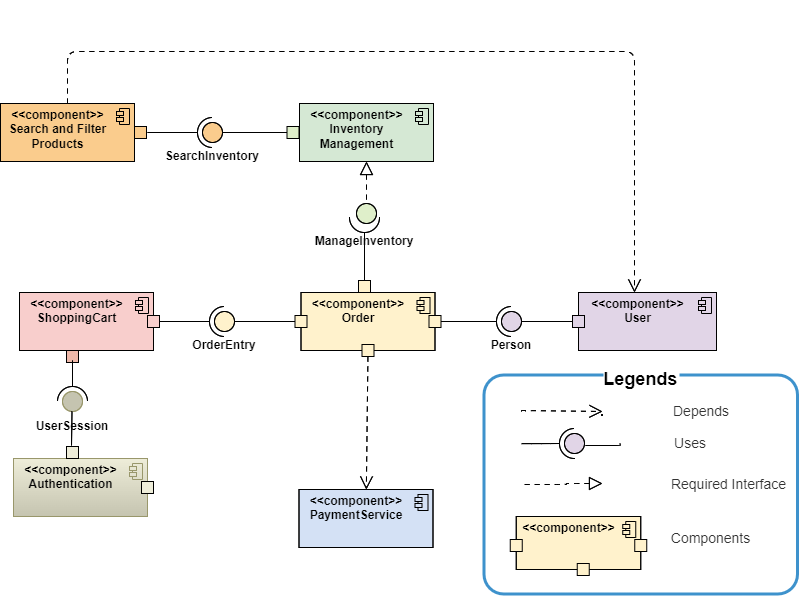 <<component>>
Search and Filter
Products
SearchInventory
<<component>>
Inventory
Management
ManageInventory
<<component>>
ShoppingCart
OrderEntry
<<component>>
Order
Person
<<component>>
User
UserSession
<<component>>
Authentication
<<component>>
PaymentService
Legends
Depends
Uses
Required Interface
<<component>>
Components